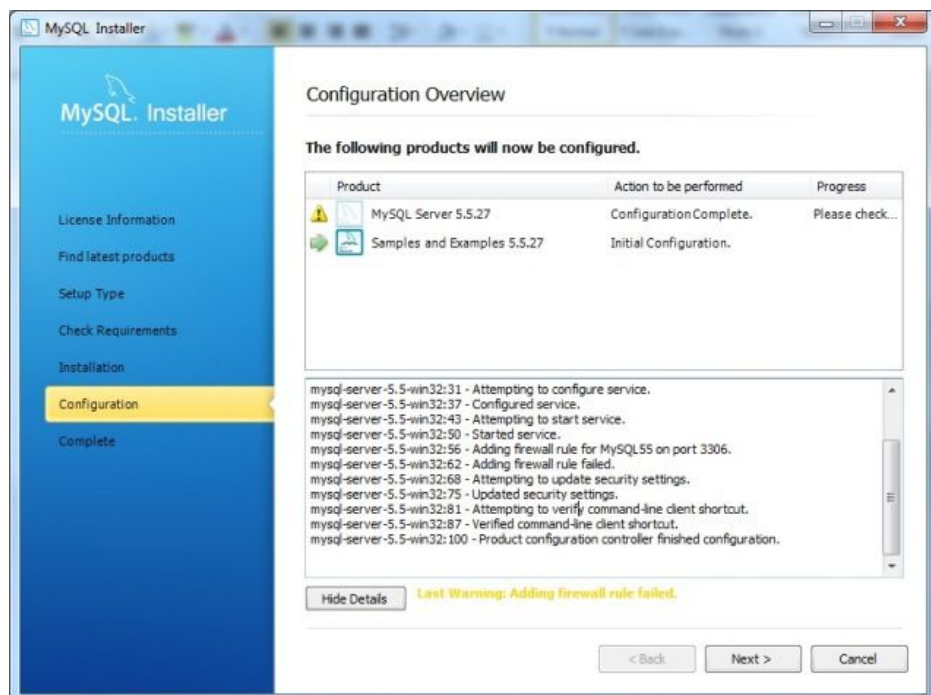 MySQL Installer
MySQL. Installer
License Information
Find latest products
Setup Type
Check Requirements
Installation
Configuration
Complete
Configuration Overview
The following products will now be configured.
Product Action to be performed Progress
MySQL Server 5.5.27 Configuration Complete. Please check...
Samples and Examples 5.5.27 Initial Configuration.
mysql-server-5.5-win32:31 - Attempting to configure service.
mysql-server-5.5-win32:37 - Configured service.
mysql-server-5.5-win32:43 - Attempting to start service.
mysql-server-5.5-win32:50 - Started service.
mysql-server-5.5-win32:56 - Adding firewall rule for MySQL55 on port 3306.
mysql-server-5.5-win32:62 - Adding firewall rule failed.
mysql-server-5.5-win32:68 - Attempting to update security settings.
mysql-server-5.5-win32:75 - Updated security settings.
mysql-server-5.5-win32:81 - Attempting to verify command-line client shortcut.
mysql-server-5.5-win32:87 - Verified command-line client shortcut.
mysql-server-5.5-win32:100 - Product configuration controller finished configuration.
Hide Details Last Warning: Adding firewall rule failed.
< Back Next > Cancel